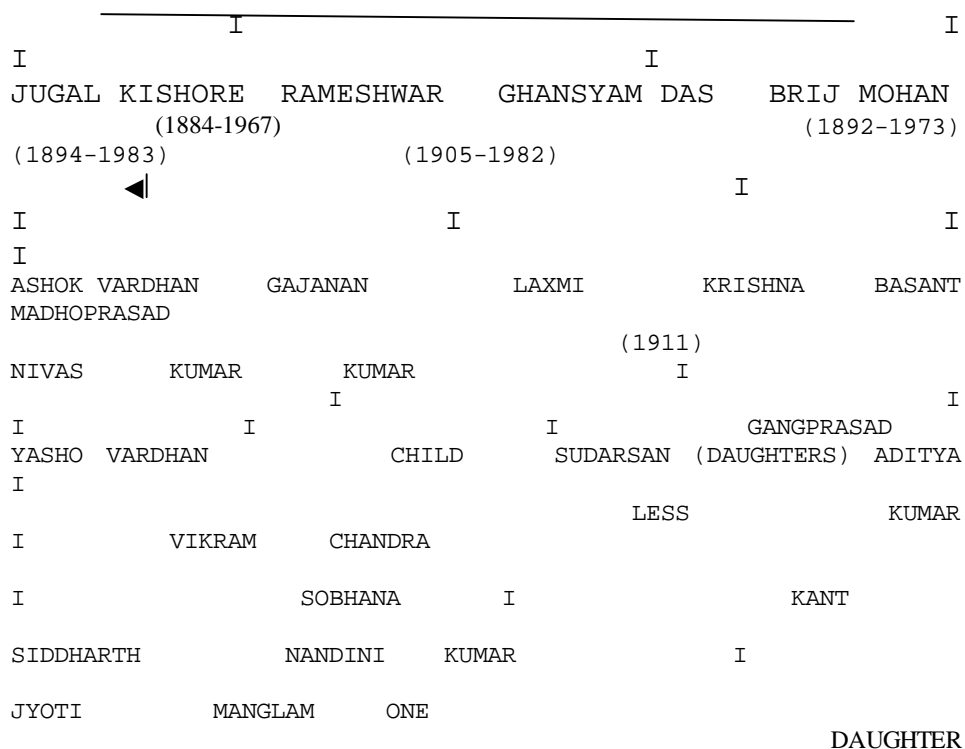 I I
I I
JUGAL KISHORE RAMESHWAR GHANSYAM DAS BRIJ MOHAN
(1884-1967) (1892-1973)
(1894-1983) (1905-1982)
I
I I I
I
ASHOK VARDHAN GAJANAN LAXMI KRISHNA BASANT
MADHOPRASAD
(1911)
NIVAS KUMAR KUMAR I
I I
I I I GANGPRASAD
YASHO VARDHAN CHILD SUDARSAN (DAUGHTERS) ADITYA
I
LESS KUMAR
I VIKRAM CHANDRA
I SOBHANA I KANT
SIDDHARTH NANDINI KUMAR I
JYOTI MANGLAM ONE
DAUGHTER